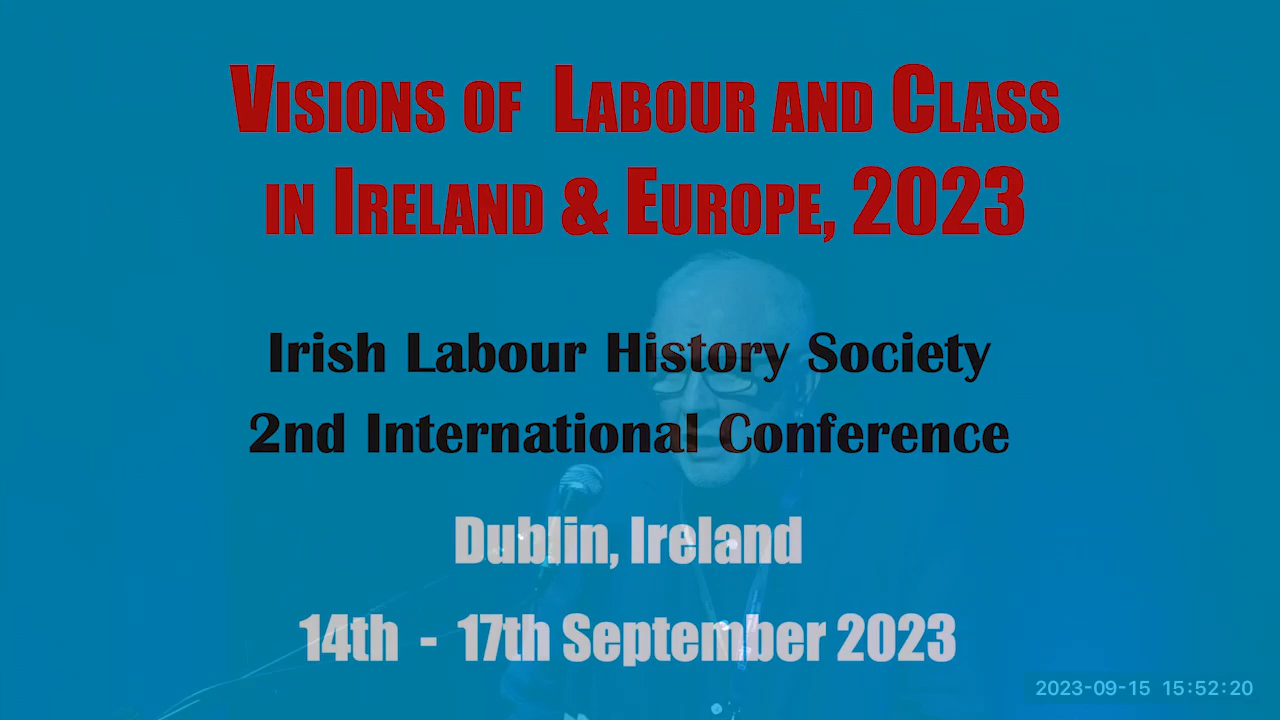 VISIONS OF LABOUR AND CLASS
IN IRELAND & EUROPE, 2023
Irish Labour History Society
2nd International Conference
Dublin, Ireland
14th - 17th September 2023
2023-09-15 15:52:20